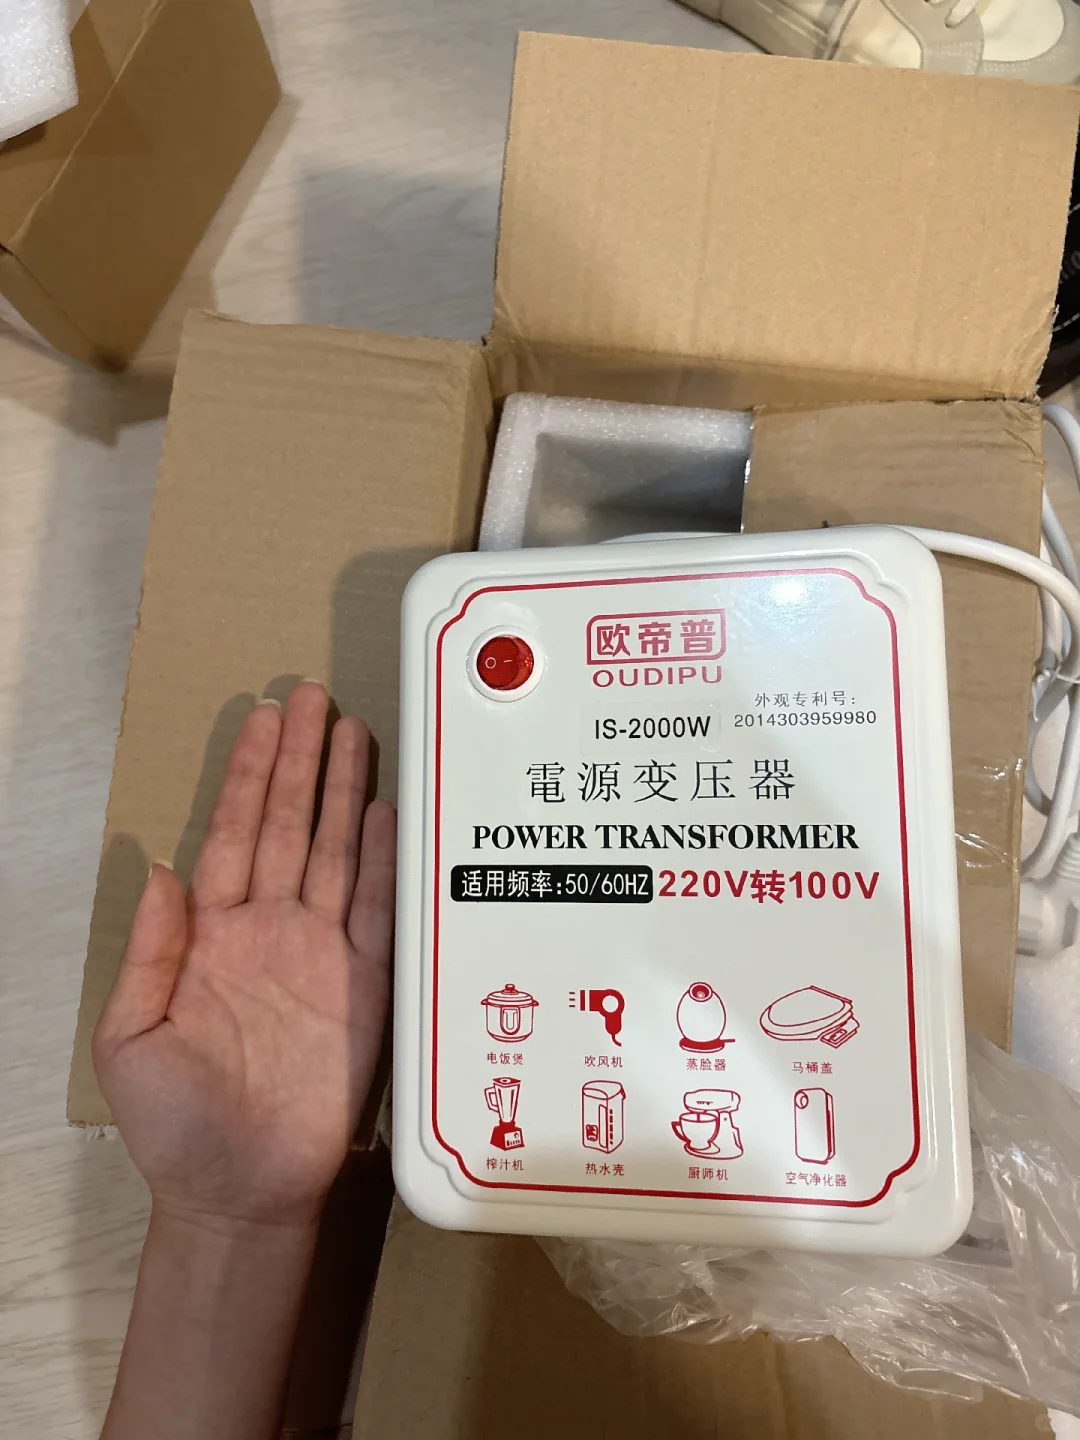 欧帝普
OUDIPU
外观专利号:
2014303959980
IS-2000W
電源变压器
POWER TRANSFORMER
适用频率:50/60HZ 220V转100V
电饭煲 吹风机 蒸脸器 马桶盖
榨汁机 热水壳 厨师机 空气净化器